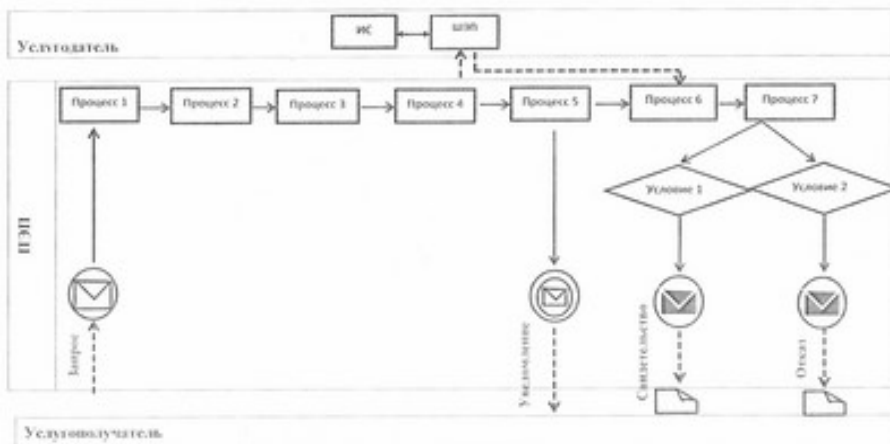 ИС
ШЭП
Услугодатель
Процесс 1
Процесс 2
Процесс 3
Процесс 4
Процесс 5
Процесс 6
Процесс 7
Условие 1
Условие 2
ПЭП
Запрос
Уведомление
Свидетельство
Отказ
Услугополучатель